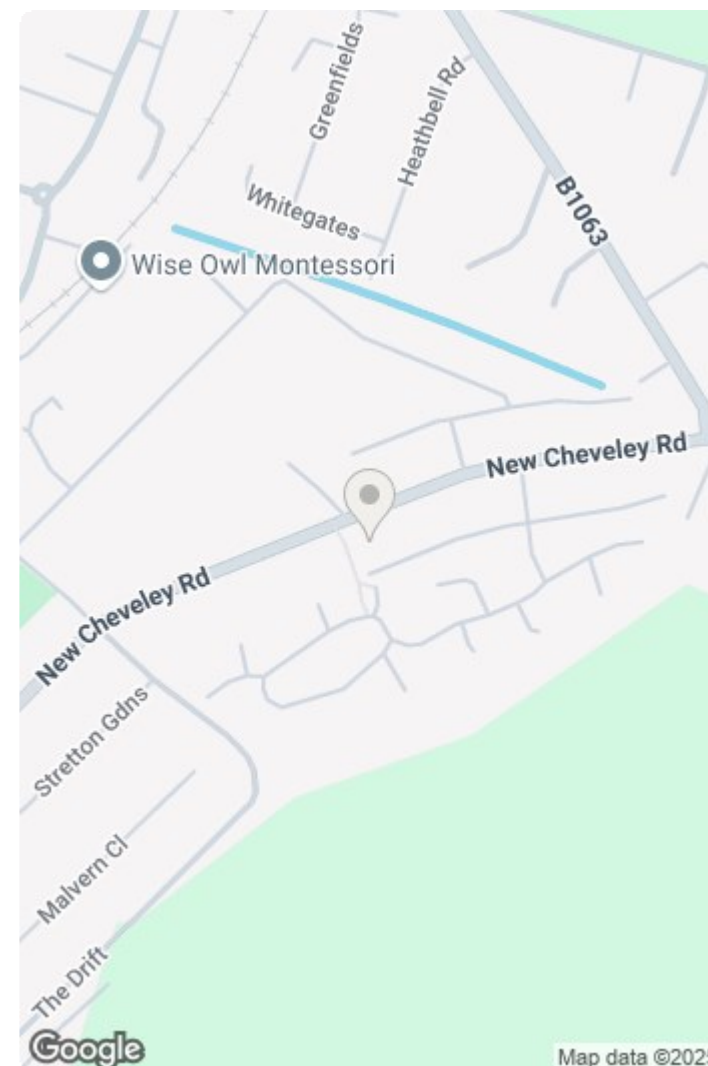 Greenfields
Heathbell Rd
Whitegates
B1063
Wise Owl Montessori
New Cheveley Rd
New Cheveley Rd
Stretton Gdns
Malvern Cl
The Drift
Google
Map data ©2025